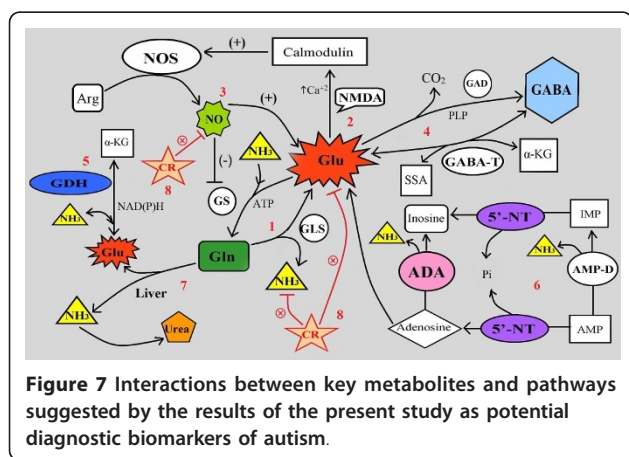 NOS
(+)
Calmodulin
CO₂
GAD
GABA
Arg
3
NO
(+)
↑Ca⁺²
NMDA
2
PLP
4
5
α-KG
⊗
CR
8
(-)
NH₃
Glu
GABA-T
α-KG
GDH
NAD(P)H
GS
ATP
SSA
NH₃
Inosine
5'-NT
IMP
Glu
Gln
1
GLS
NH₃
NH₃
7
⊗
ADA
Pi
AMP-D
6
Liver
NH₃
NH₃
Urea
⊗
CR
8
Adenosine
5'-NT
AMP
Figure 7 Interactions between key metabolites and pathways
suggested by the results of the present study as potential
diagnostic biomarkers of autism.